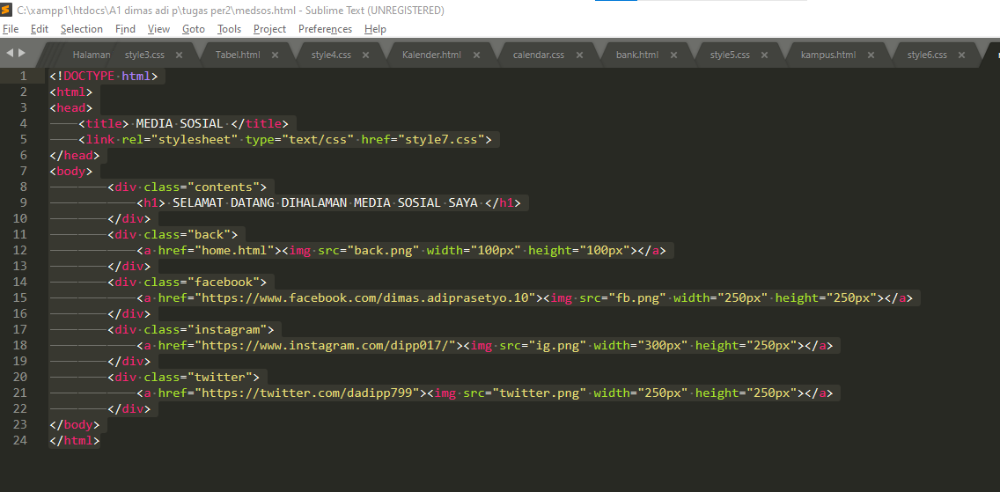 C:\xampp1\htdocs\A1 dimas adi p\tugas per2\medsos.html - Sublime Text (UNREGISTERED)
File Edit Selection Find View Goto Tools Project Preferences Help
Halaman style3.css Tabel.html style4.css Kalender.html calendar.css bank.html style5.css kampus.html style6.css
1 <!DOCTYPE html>
2 <html>
3 <head>
4 <title> MEDIA SOSIAL </title>
5 <link rel="stylesheet" type="text/css" href="style7.css">
6 </head>
7 <body>
8 <div class="contents">
9 <h1> SELAMAT DATANG DIHALAMAN MEDIA SOSIAL SAYA </h1>
10 </div>
11 <div class="back">
12 <a href="home.html"><img src="back.png" width="100px" height="100px"></a>
13 </div>
14 <div class="facebook">
15 <a href="https://www.facebook.com/dimas.adiprasetyo.10"><img src="fb.png" width="250px" height="250px"></a>
16 </div>
17 <div class="instagram">
18 <a href="https://www.instagram.com/dipp017/"><img src="ig.png" width="300px" height="250px"></a>
19 </div>
20 <div class="twitter">
21 <a href="https://twitter.com/dadipp799"><img src="twitter.png" width="250px" height="250px"></a>
22 </div>
23 </body>
24 </html>